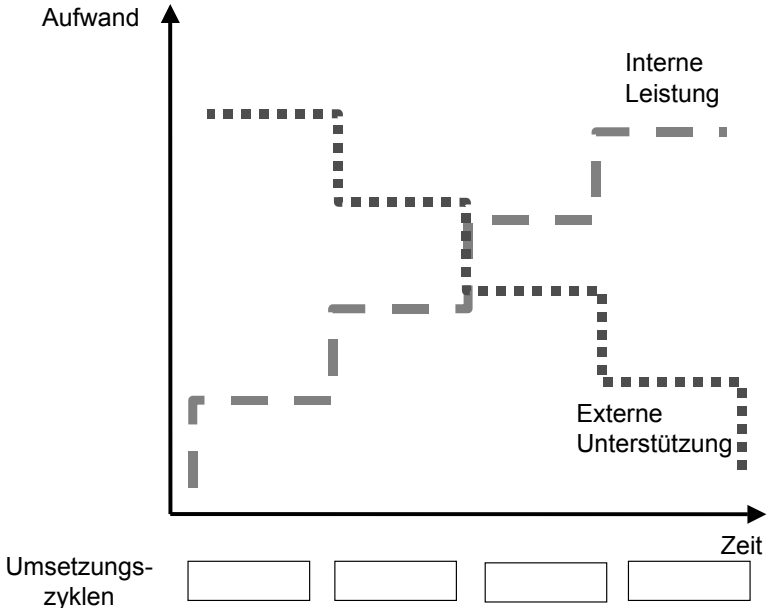 Aufwand
Interne
Leistung
Externe
Unterstützung
Zeit
Umsetzungs-
zyklen